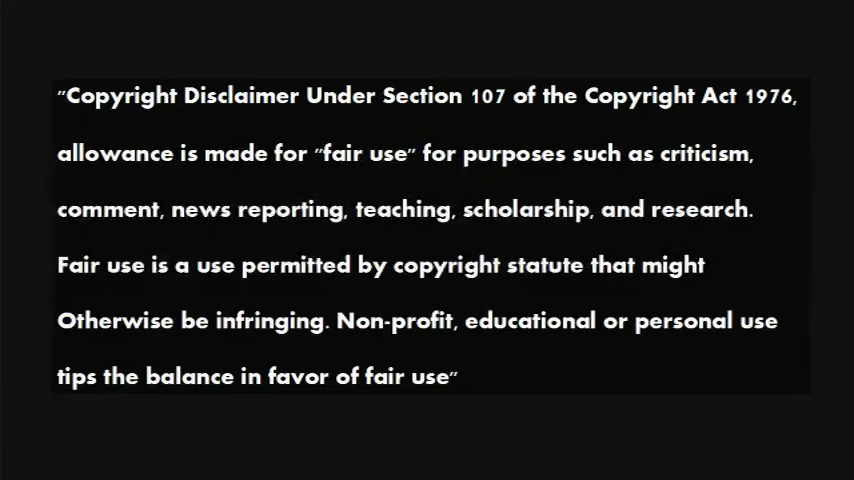 "Copyright Disclaimer Under Section 107 of the Copyright Act 1976,
allowance is made for "fair use" for purposes such as criticism,
comment, news reporting, teaching, scholarship, and research.
Fair use is a use permitted by copyright statute that might
Otherwise be infringing. Non-profit, educational or personal use
tips the balance in favor of fair use"